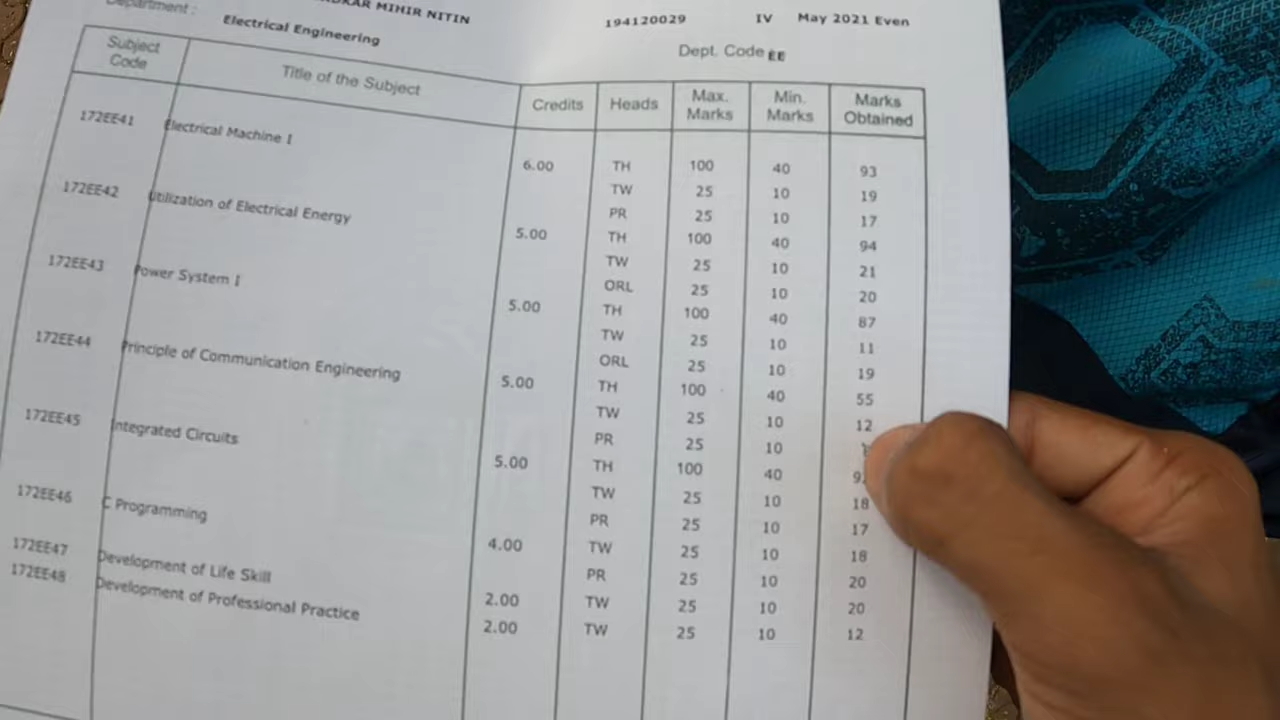 MIHIR NITIN 194120029 IV May 2021 Even
Department :
Electrical Engineering Dept. Code EE
Subject Code Title of the Subject Credits Heads Max. Marks Min. Marks Marks Obtained
172EE41 Electrical Machine I
6.00 TH 100 40 93
TW 25 10 19
PR 25 10 17
172EE42 Utilization of Electrical Energy
5.00 TH 100 40 94
TW 25 10 21
ORL 25 10 20
172EE43 Power System I
5.00 TH 100 40 87
TW 25 10 11
ORL 25 10 19
172EE44 Principle of Communication Engineering
5.00 TH 100 40 55
TW 25 10 12
PR 25 10
172EE45 Integrated Circuits
5.00 TH 100 40
TW 25 10 18
PR 25 10 17
172EE46 C Programming
4.00 TW 25 10 18
PR 25 10 20
172EE47 Development of Life Skill
2.00 TW 25 10 20
172EE48 Development of Professional Practice
2.00 TW 25 10 12